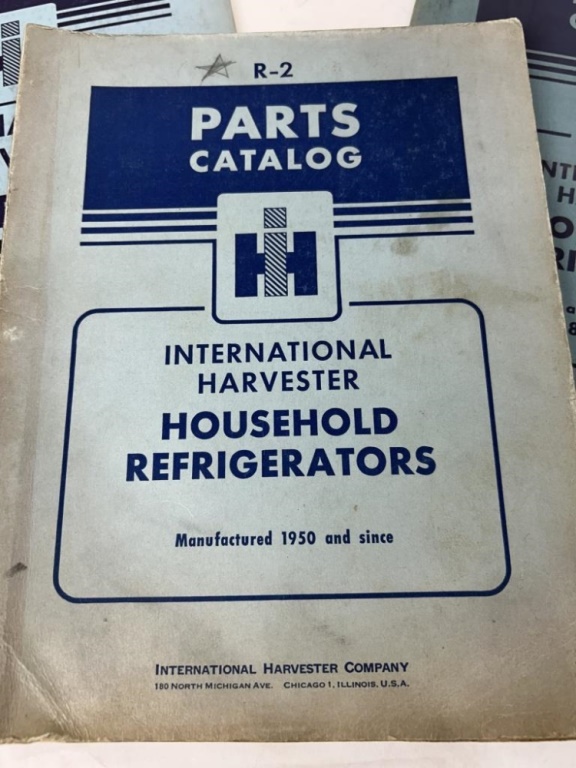 R-2
PARTS
CATALOG
IH
INTERNATIONAL
HARVESTER
HOUSEHOLD
REFRIGERATORS
Manufactured 1950 and since
INTERNATIONAL HARVESTER COMPANY
180 NORTH MICHIGAN AVE. CHICAGO 1, ILLINOIS, U.S.A.